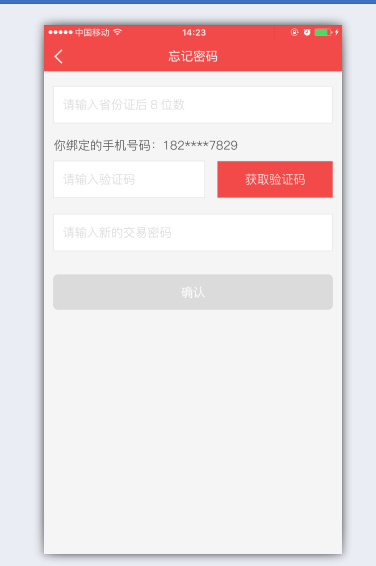 中国移动 14:23
忘记密码
请输入省份证后 8 位数
你绑定的手机号码：182****7829
请输入验证码 获取验证码
请输入新的交易密码
确认